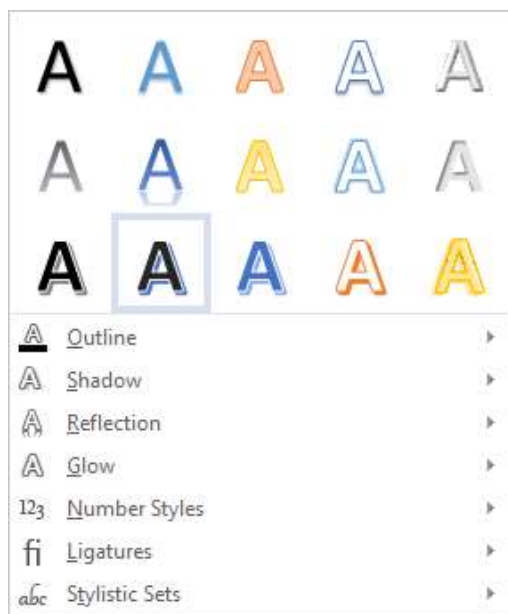 A A A A A
A A A A A
A A A A A
A Outline
A Shadow
A Reflection
A Glow
123 Number Styles
fi Ligatures
abc Stylistic Sets